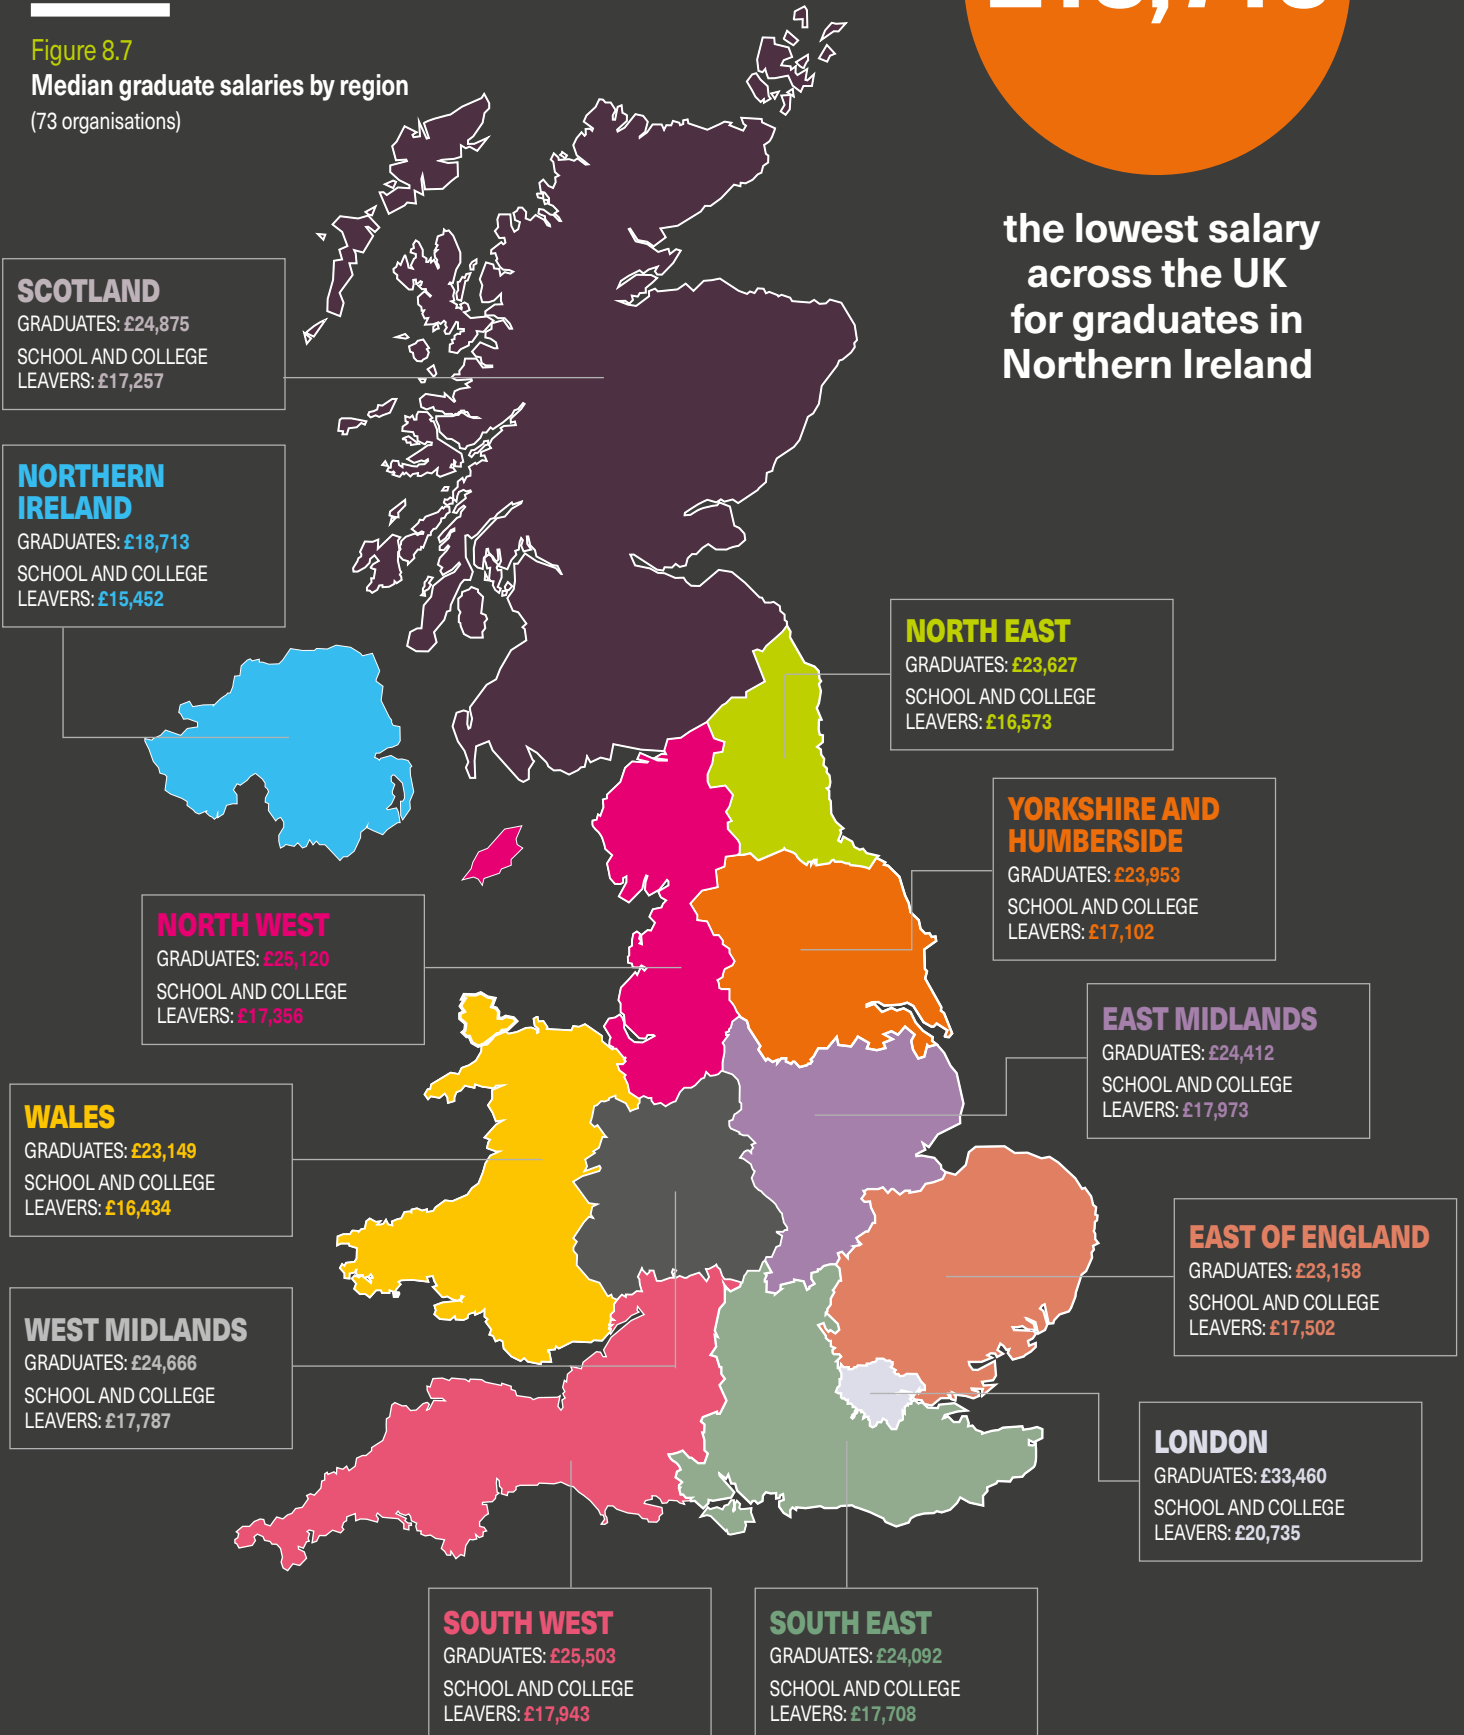 Figure 8.7
Median graduate salaries by region
(73 organisations)
the lowest salary
across the UK
for graduates in
Northern Ireland
SCOTLAND
GRADUATES: £24,875
SCHOOL AND COLLEGE
LEAVERS: £17,257
NORTHERN
IRELAND
GRADUATES: £18,713
SCHOOL AND COLLEGE
LEAVERS: £15,452
NORTH EAST
GRADUATES: £23,627
SCHOOL AND COLLEGE
LEAVERS: £16,573
YORKSHIRE AND
HUMBERSIDE
GRADUATES: £23,953
SCHOOL AND COLLEGE
LEAVERS: £17,102
NORTH WEST
GRADUATES: £25,120
SCHOOL AND COLLEGE
LEAVERS: £17,356
EAST MIDLANDS
GRADUATES: £24,412
SCHOOL AND COLLEGE
LEAVERS: £17,973
WALES
GRADUATES: £23,149
SCHOOL AND COLLEGE
LEAVERS: £16,434
EAST OF ENGLAND
GRADUATES: £23,158
SCHOOL AND COLLEGE
LEAVERS: £17,502
WEST MIDLANDS
GRADUATES: £24,666
SCHOOL AND COLLEGE
LEAVERS: £17,787
LONDON
GRADUATES: £33,460
SCHOOL AND COLLEGE
LEAVERS: £20,735
SOUTH WEST
GRADUATES: £25,503
SCHOOL AND COLLEGE
LEAVERS: £17,943
SOUTH EAST
GRADUATES: £24,092
SCHOOL AND COLLEGE
LEAVERS: £17,708